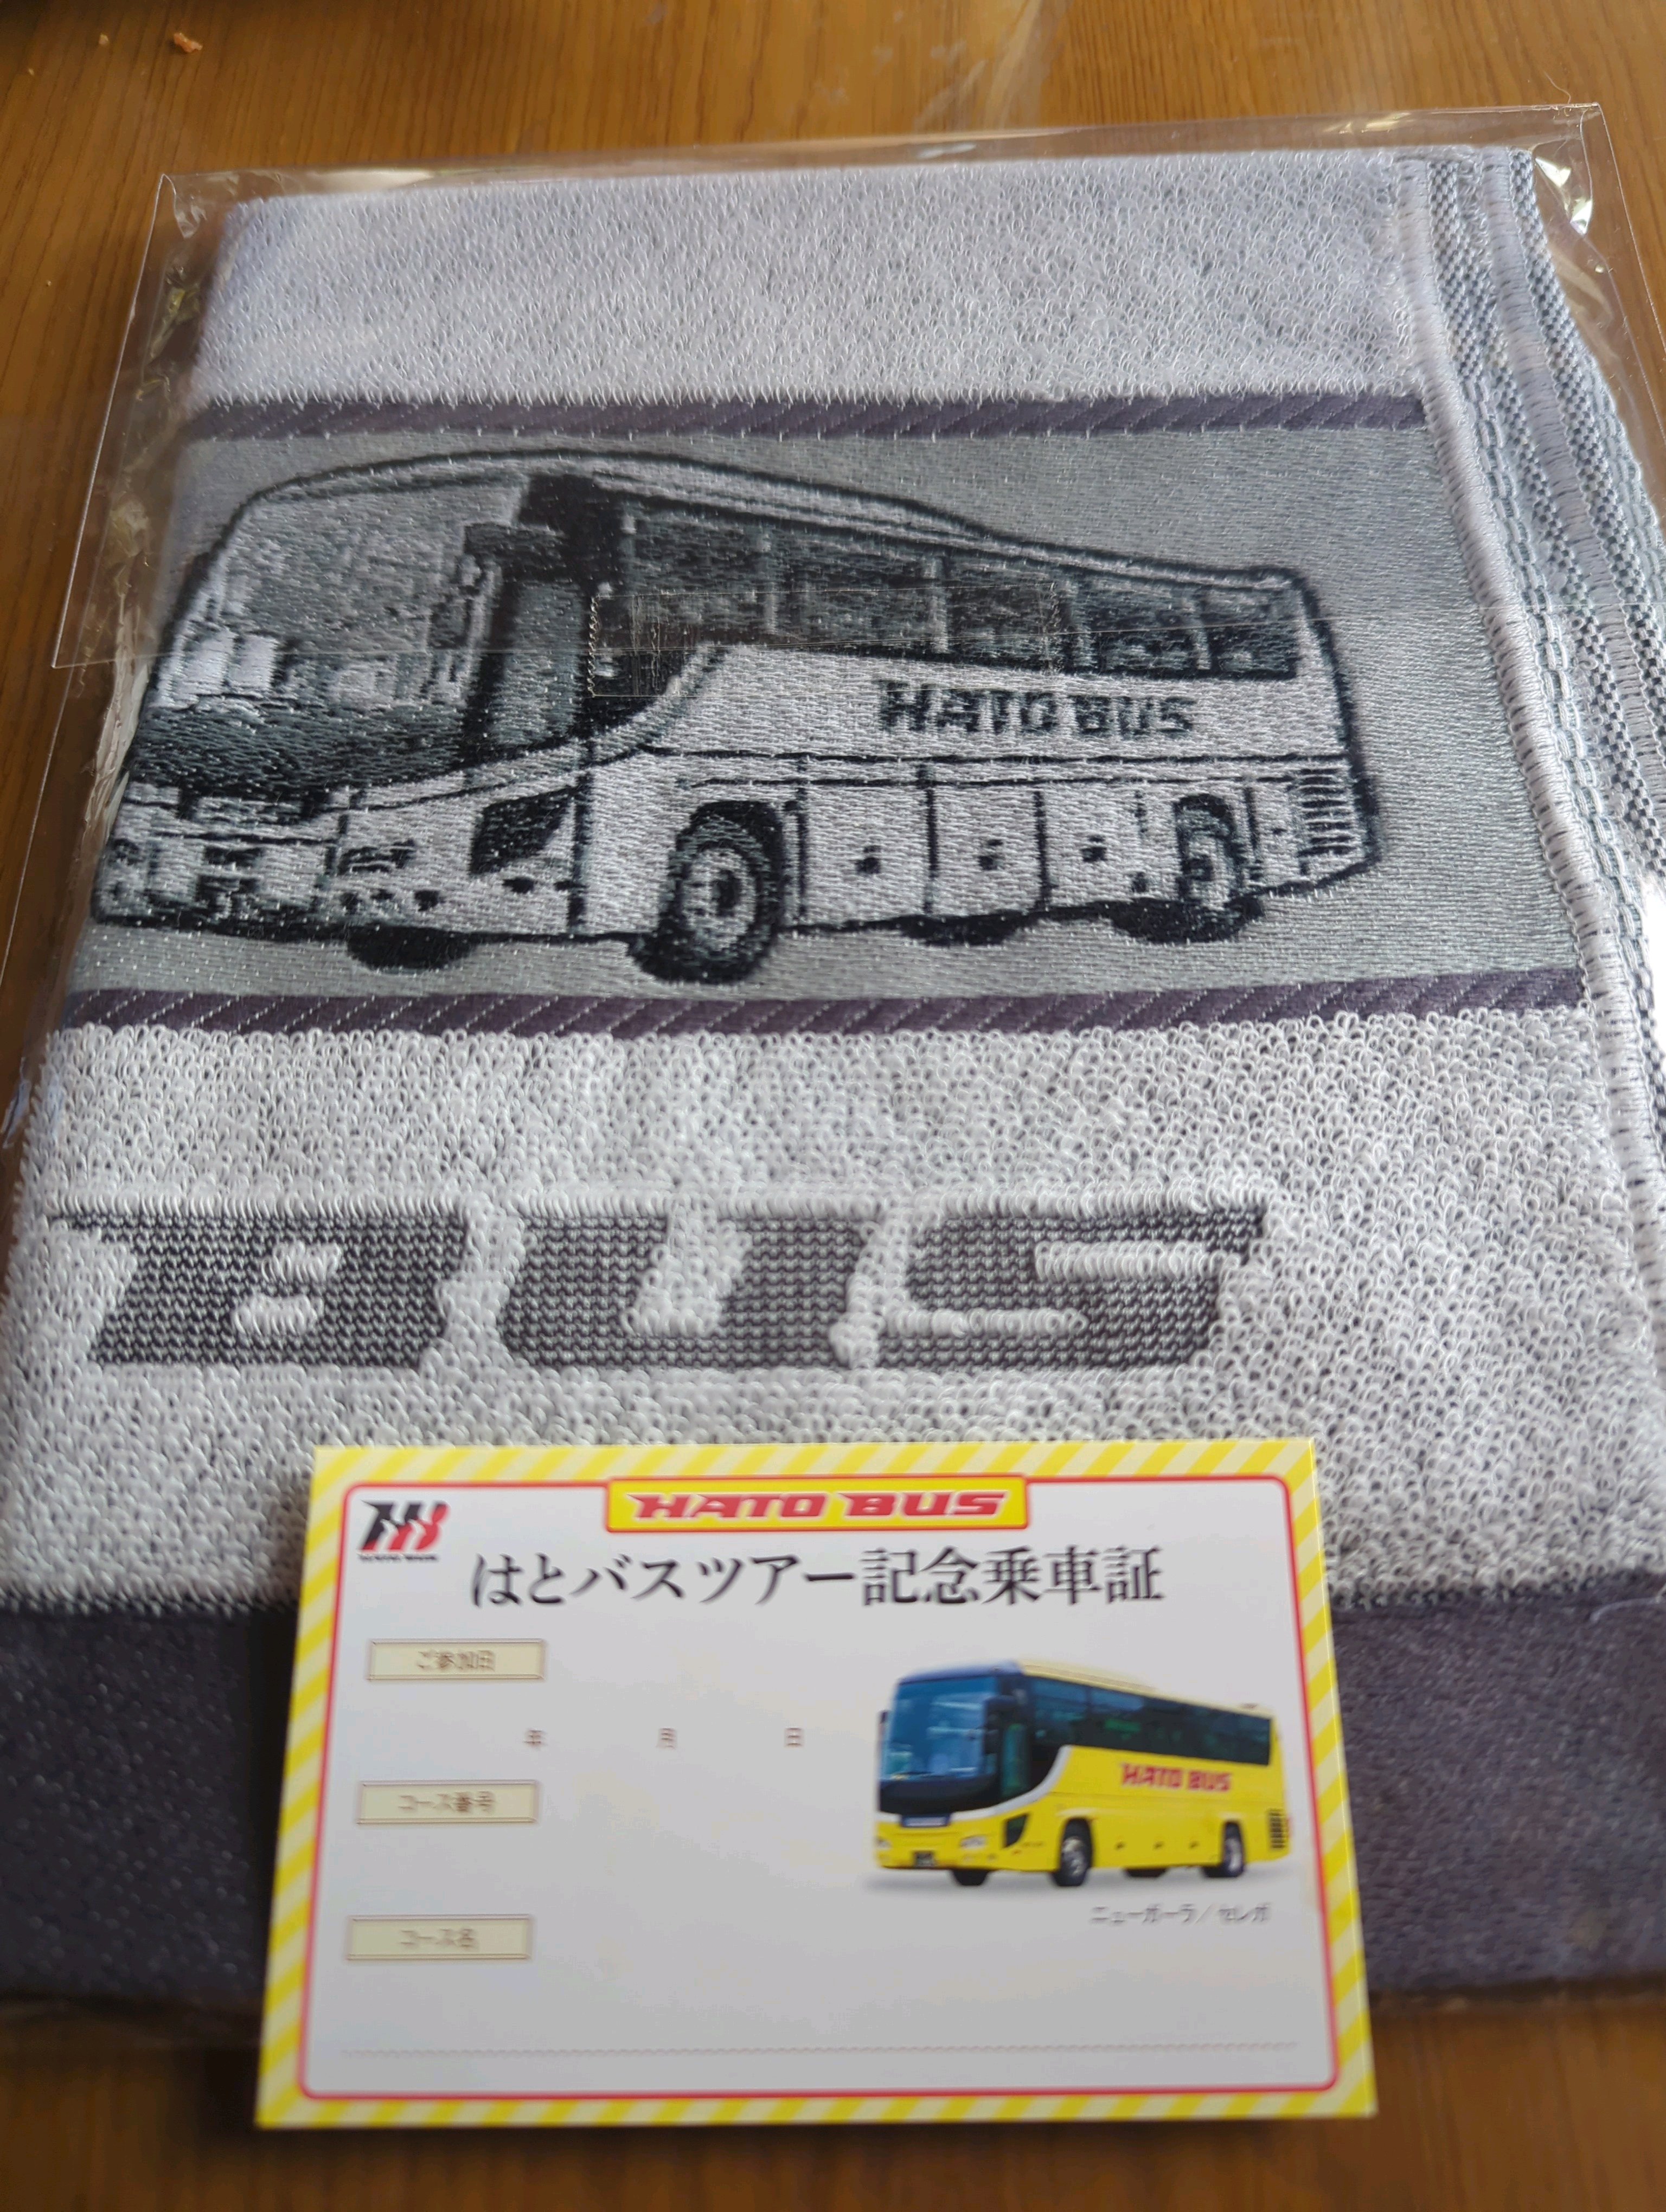 HATO BUS
BUS
HATO BUS
はとバスツアー記念乗車証
ご参加日
年 月 日
HATO BUS
コース番号
ニューガーラ／セレガ
コース名